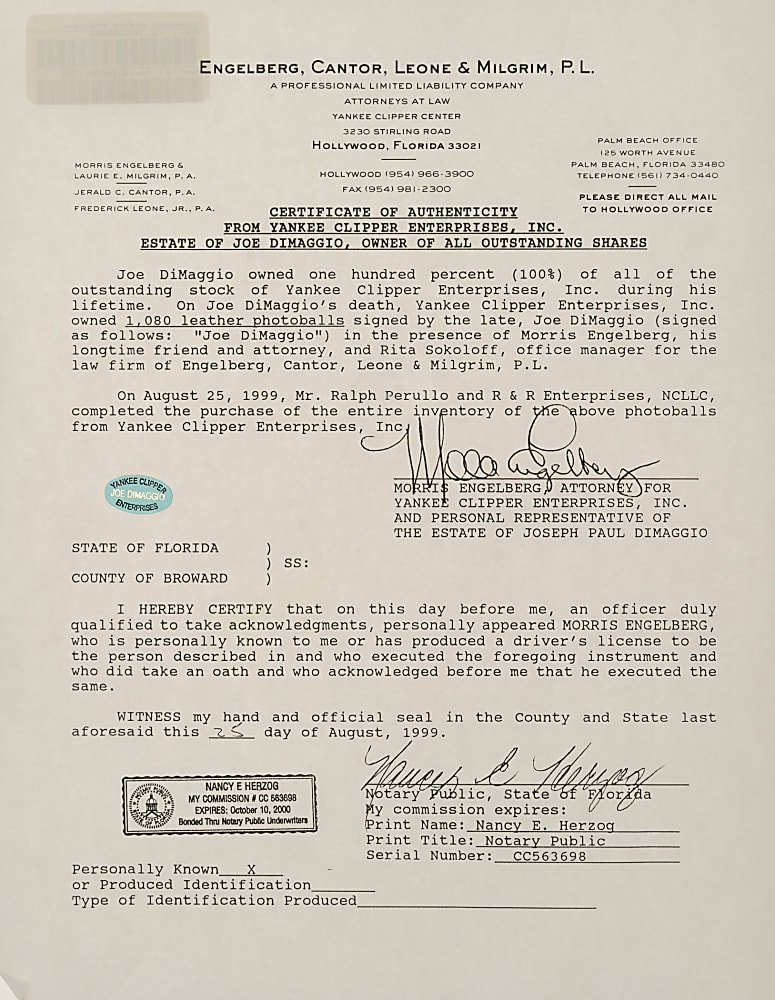 ENGELBERG, CANTOR, LEONE & MILGRIM, P.L.
A PROFESSIONAL LIMITED LIABILITY COMPANY
ATTORNEYS AT LAW
YANKEE CLIPPER CENTER
3230 STIRLING ROAD
HOLLYWOOD, FLORIDA 33021
HOLLYWOOD (954) 966-3900
FAX (954) 981-2300
MORRIS ENGELBERG &
LAURIE E. MILGRIM, P.A.
JERALD C. CANTOR, P.A.
FREDERICK LEONE, JR., P.A.
PALM BEACH OFFICE
125 WORTH AVENUE
PALM BEACH, FLORIDA 33480
TELEPHONE (561) 734-0440
PLEASE DIRECT ALL MAIL
TO HOLLYWOOD OFFICE
CERTIFICATE OF AUTHENTICITY
FROM YANKEE CLIPPER ENTERPRISES, INC.
ESTATE OF JOE DIMAGGIO, OWNER OF ALL OUTSTANDING SHARES
Joe DiMaggio owned one hundred percent (100%) of all of the
outstanding stock of Yankee Clipper Enterprises, Inc. during his
lifetime. On Joe DiMaggio's death, Yankee Clipper Enterprises, Inc.
owned 1,080 leather photoballs signed by the late, Joe DiMaggio (signed
as follows: "Joe DiMaggio") in the presence of Morris Engelberg, his
longtime friend and attorney, and Rita Sokoloff, office manager for the
law firm of Engelberg, Cantor, Leone & Milgrim, P.L.
On August 25, 1999, Mr. Ralph Perullo and R & R Enterprises, NCLLC,
completed the purchase of the entire inventory of the above photoballs
from Yankee Clipper Enterprises, Inc.
MORRIS ENGELBERG, ATTORNEY FOR
YANKEE CLIPPER ENTERPRISES, INC.
AND PERSONAL REPRESENTATIVE OF
THE ESTATE OF JOSEPH PAUL DIMAGGIO
YANKEE CLIPPER
JOE DIMAGGIO
ENTERPRISES
STATE OF FLORIDA )
) SS:
COUNTY OF BROWARD )
I HEREBY CERTIFY that on this day before me, an officer duly
qualified to take acknowledgments, personally appeared MORRIS ENGELBERG,
who is personally known to me or has produced a driver's license to be
the person described in and who executed the foregoing instrument and
who did take an oath and who acknowledged before me that he executed the
same.
WITNESS my hand and official seal in the County and State last
aforesaid this 25 day of August, 1999.
Nancy E Herzog
Notary Public, State of Florida
My commission expires:
Print Name: Nancy E. Herzog
Print Title: Notary Public
Serial Number: CC563698
NANCY E HERZOG
MY COMMISSION # CC 563698
EXPIRES: October 10, 2000
Bonded Thru Notary Public Underwriters
Personally Known X
or Produced Identification
Type of Identification Produced